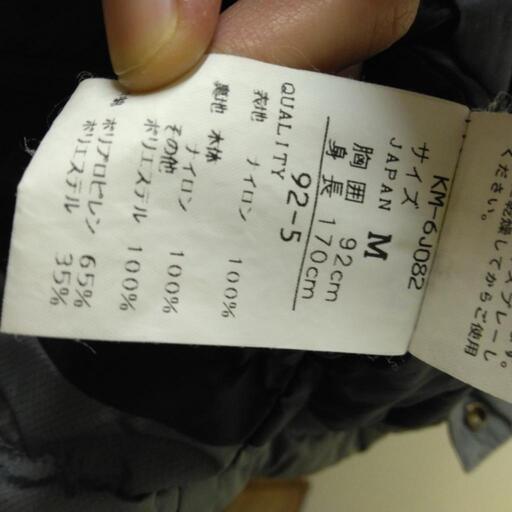 KM-6J082
サイズ
JAPAN M
胸囲 92cm
身長 170cm
QUALITY 92-5
表地 ナイロン 100%
裏地 本体
ナイロン 100%
その他
ポリエステル 100%
ポリプロピレン 65%
ポリエステル 35%
プレーし
てからご使用
ください。